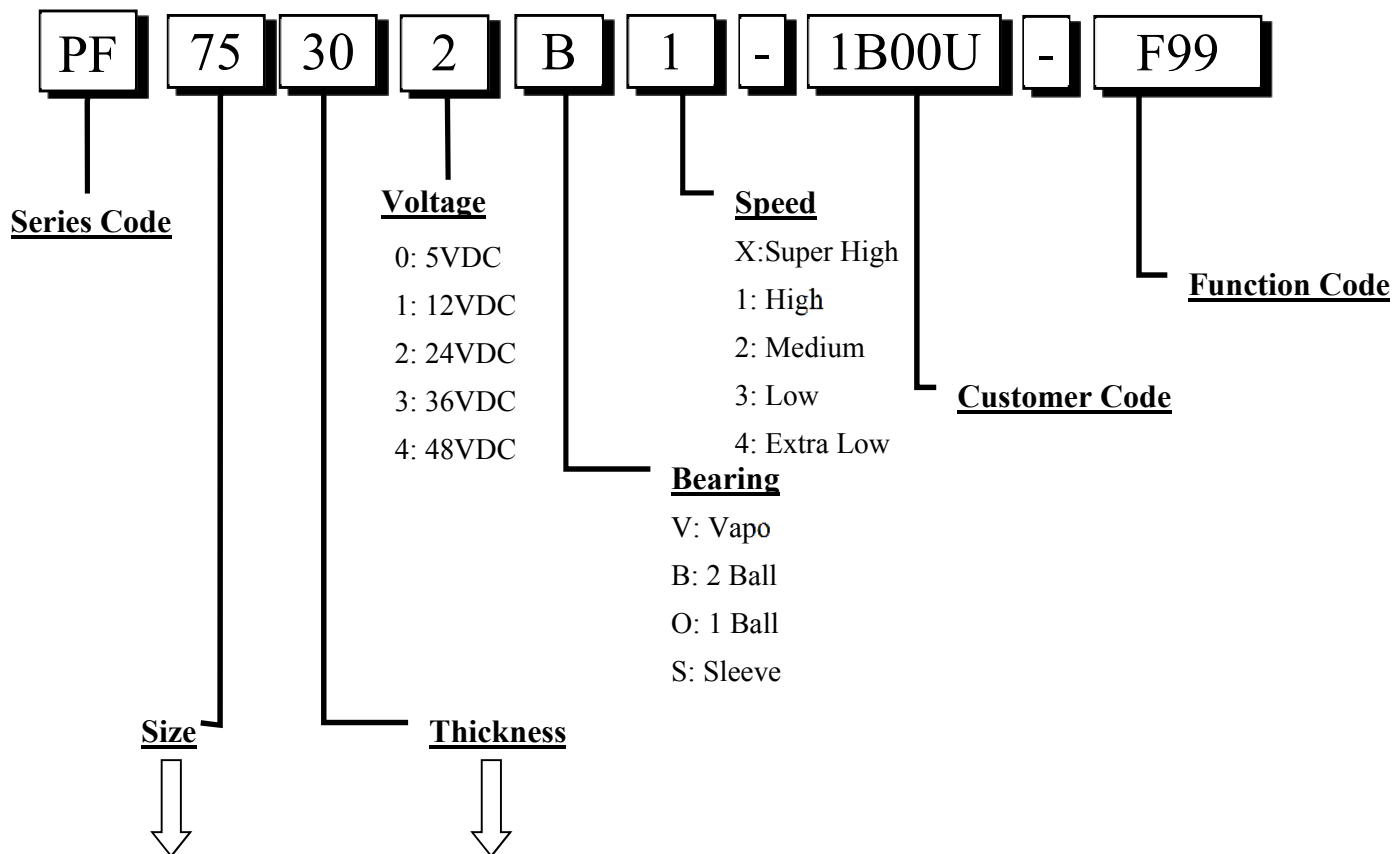 PF 75 30 2 B 1 - 1B00U - F99
Series Code
Voltage
0: 5VDC
1: 12VDC
2: 24VDC
3: 36VDC
4: 48VDC
Speed
X:Super High
1: High
2: Medium
3: Low
4: Extra Low
Function Code
Customer Code
Bearing
V: Vapo
B: 2 Ball
O: 1 Ball
S: Sleeve
Size
Thickness